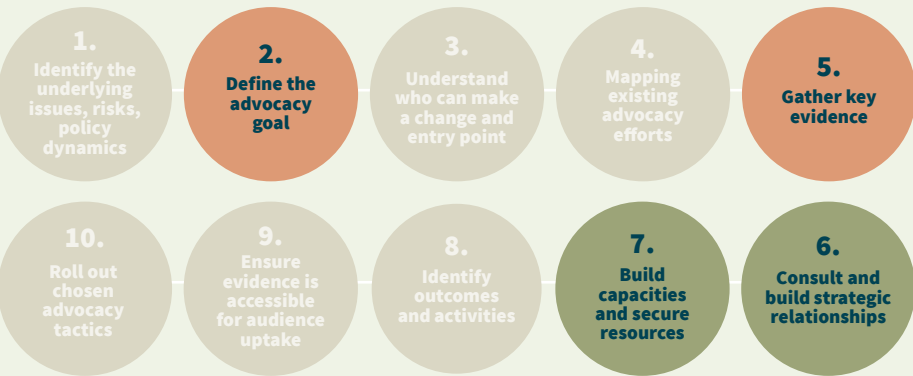 1.
Identify the
underlying
issues, risks,
policy
dynamics
2.
Define the
advocacy
goal
3.
Understand
who can make
a change and
entry point
4.
Mapping
existing
advocacy
efforts
5.
Gather key
evidence
10.
Roll out
chosen
advocacy
tactics
9.
Ensure
evidence is
accessible
for audience
uptake
8.
Identify
outcomes
and activities
7.
Build
capacities
and secure
resources
6.
Consult and
build strategic
relationships